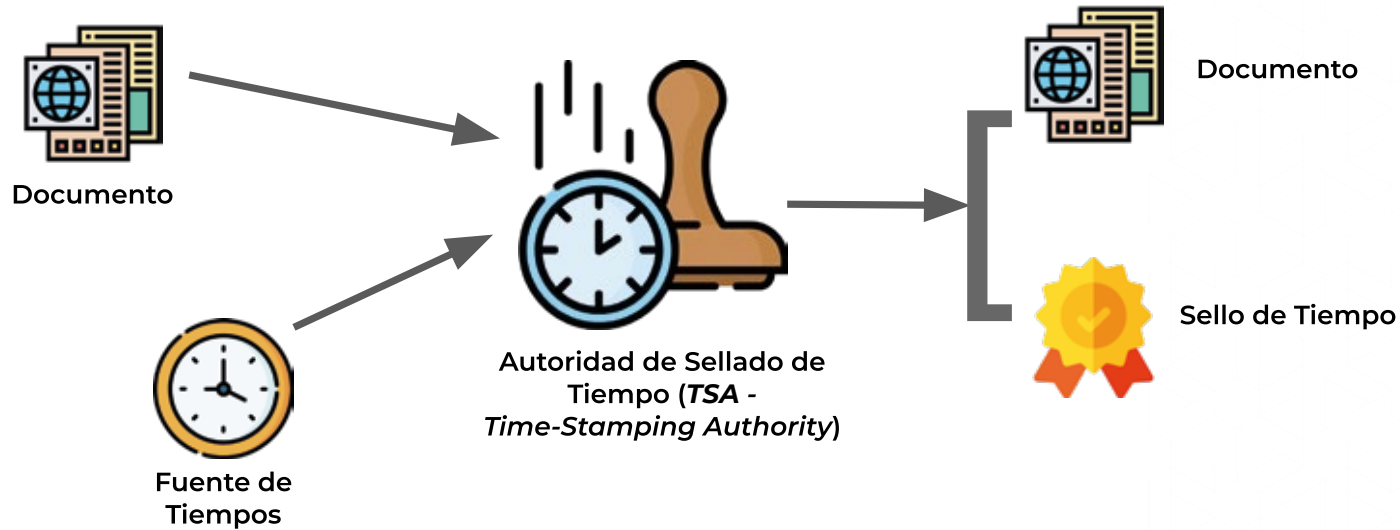 Documento
Fuente de
Tiempos
Autoridad de Sellado de
Tiempo (TSA -
Time-Stamping Authority)
Documento
Sello de Tiempo